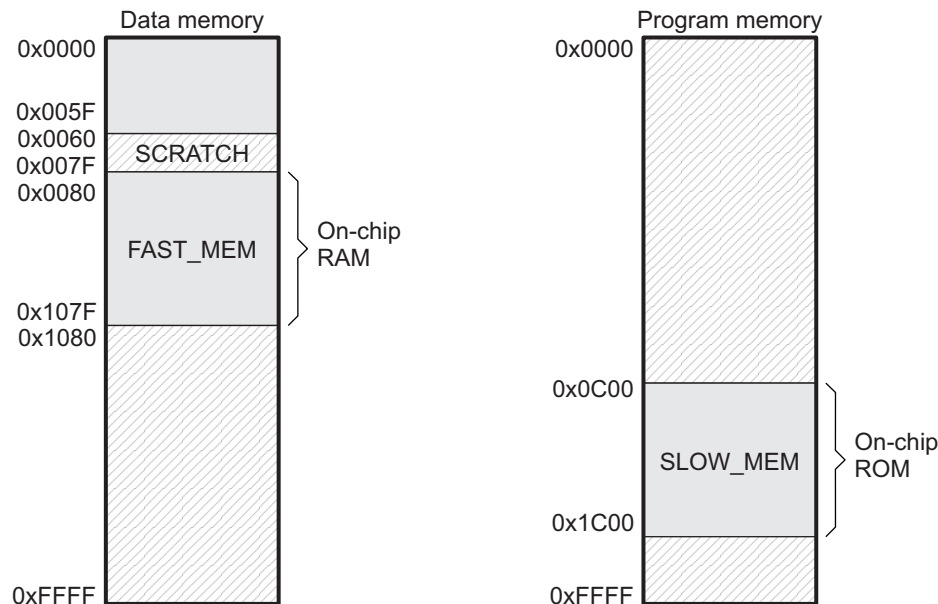 Data memory
0x0000
0x005F
0x0060
SCRATCH
0x007F
0x0080
FAST_MEM
On-chip
RAM
0x107F
0x1080
0xFFFF
Program memory
0x0000
0x0C00
SLOW_MEM
On-chip
ROM
0x1C00
0xFFFF